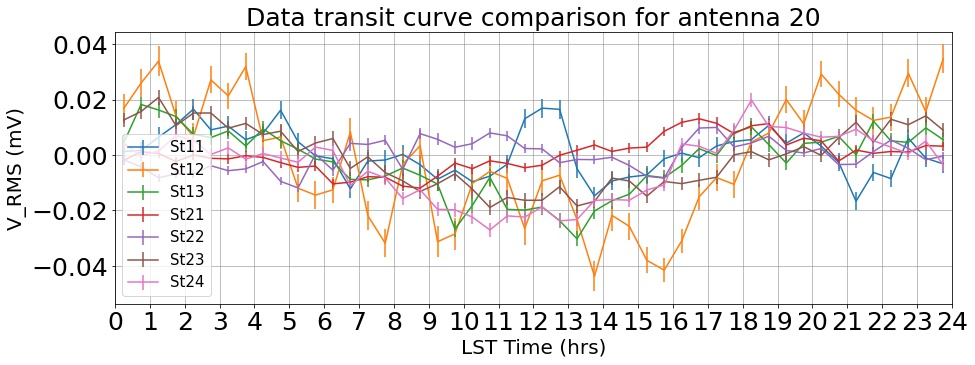 Data transit curve comparison for antenna 20
V_RMS (mV)
0.04
0.02
0.00
−0.02
−0.04
St11
St12
St13
St21
St22
St23
St24
0 1 2 3 4 5 6 7 8 9 10 11 12 13 14 15 16 17 18 19 20 21 22 23 24
LST Time (hrs)